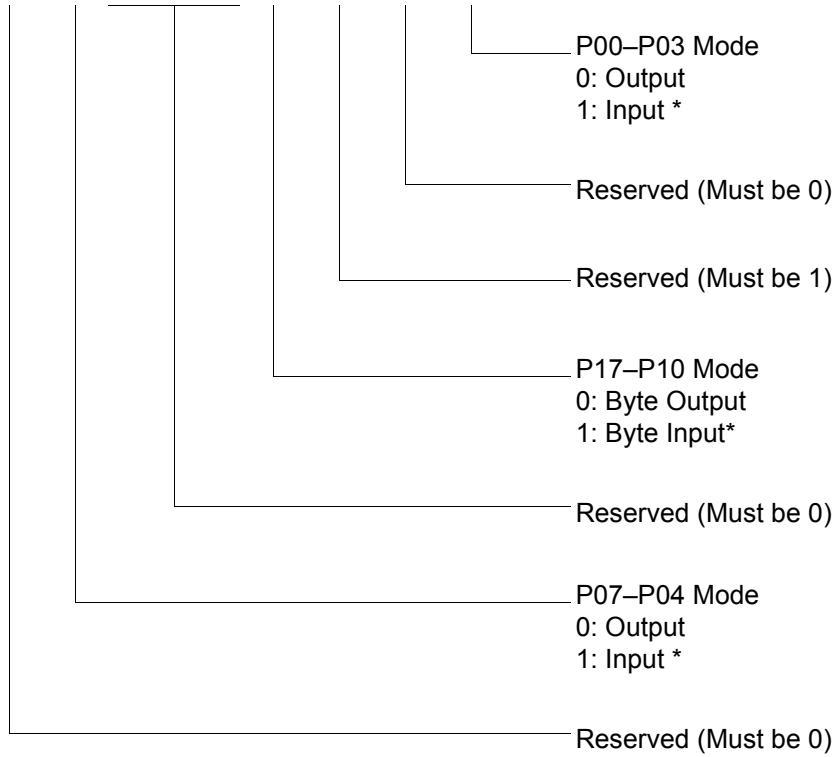 P00–P03 Mode
0: Output
1: Input *
Reserved (Must be 0)
Reserved (Must be 1)
P17–P10 Mode
0: Byte Output
1: Byte Input*
Reserved (Must be 0)
P07–P04 Mode
0: Output
1: Input *
Reserved (Must be 0)